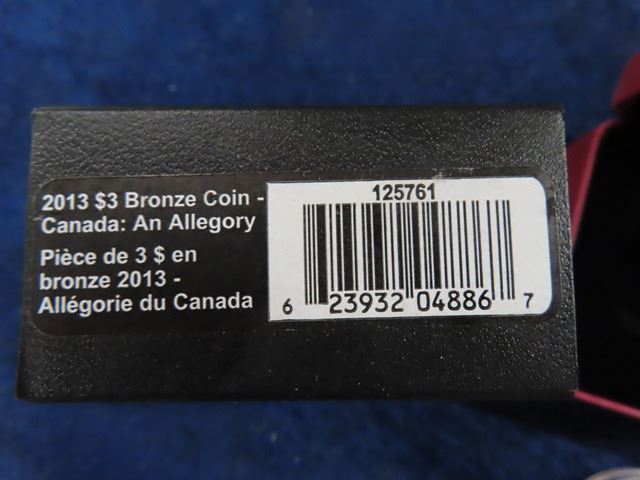 2013 $3 Bronze Coin -
Canada: An Allegory
Pièce de 3 $ en
bronze 2013 -
Allégorie du Canada
125761
6 23932 04886 7